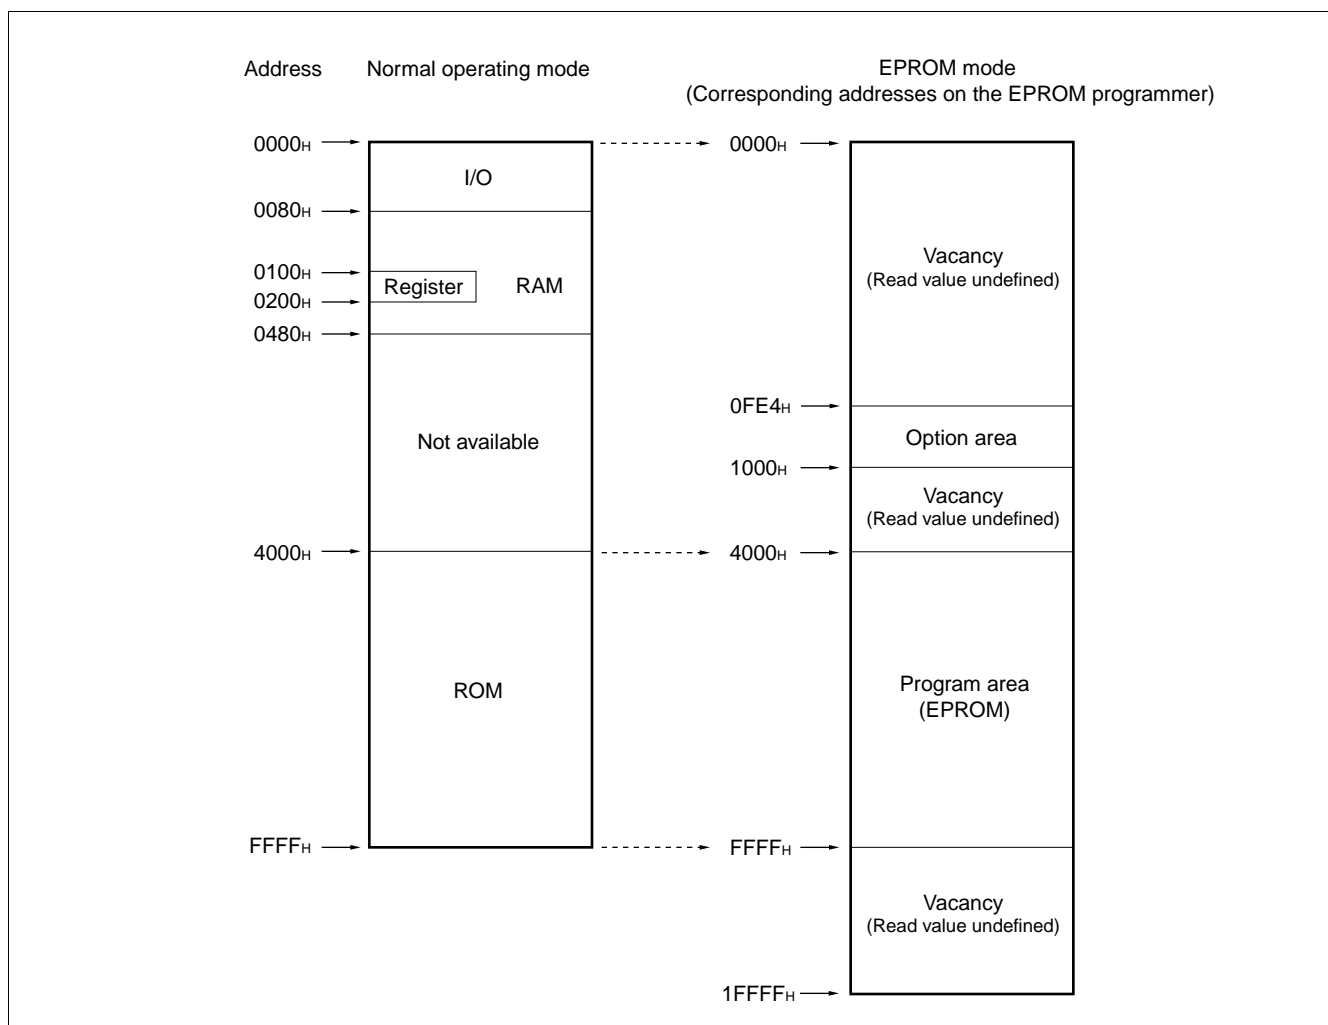 Address
Normal operating mode
EPROM mode
(Corresponding addresses on the EPROM programmer)
0000H
I/O
0080H
0100H
Register
RAM
0200H
0480H
Not available
4000H
ROM
FFFFH
0000H
Vacancy
(Read value undefined)
0FE4H
Option area
1000H
Vacancy
(Read value undefined)
4000H
Program area
(EPROM)
FFFFH
Vacancy
(Read value undefined)
1FFFFH